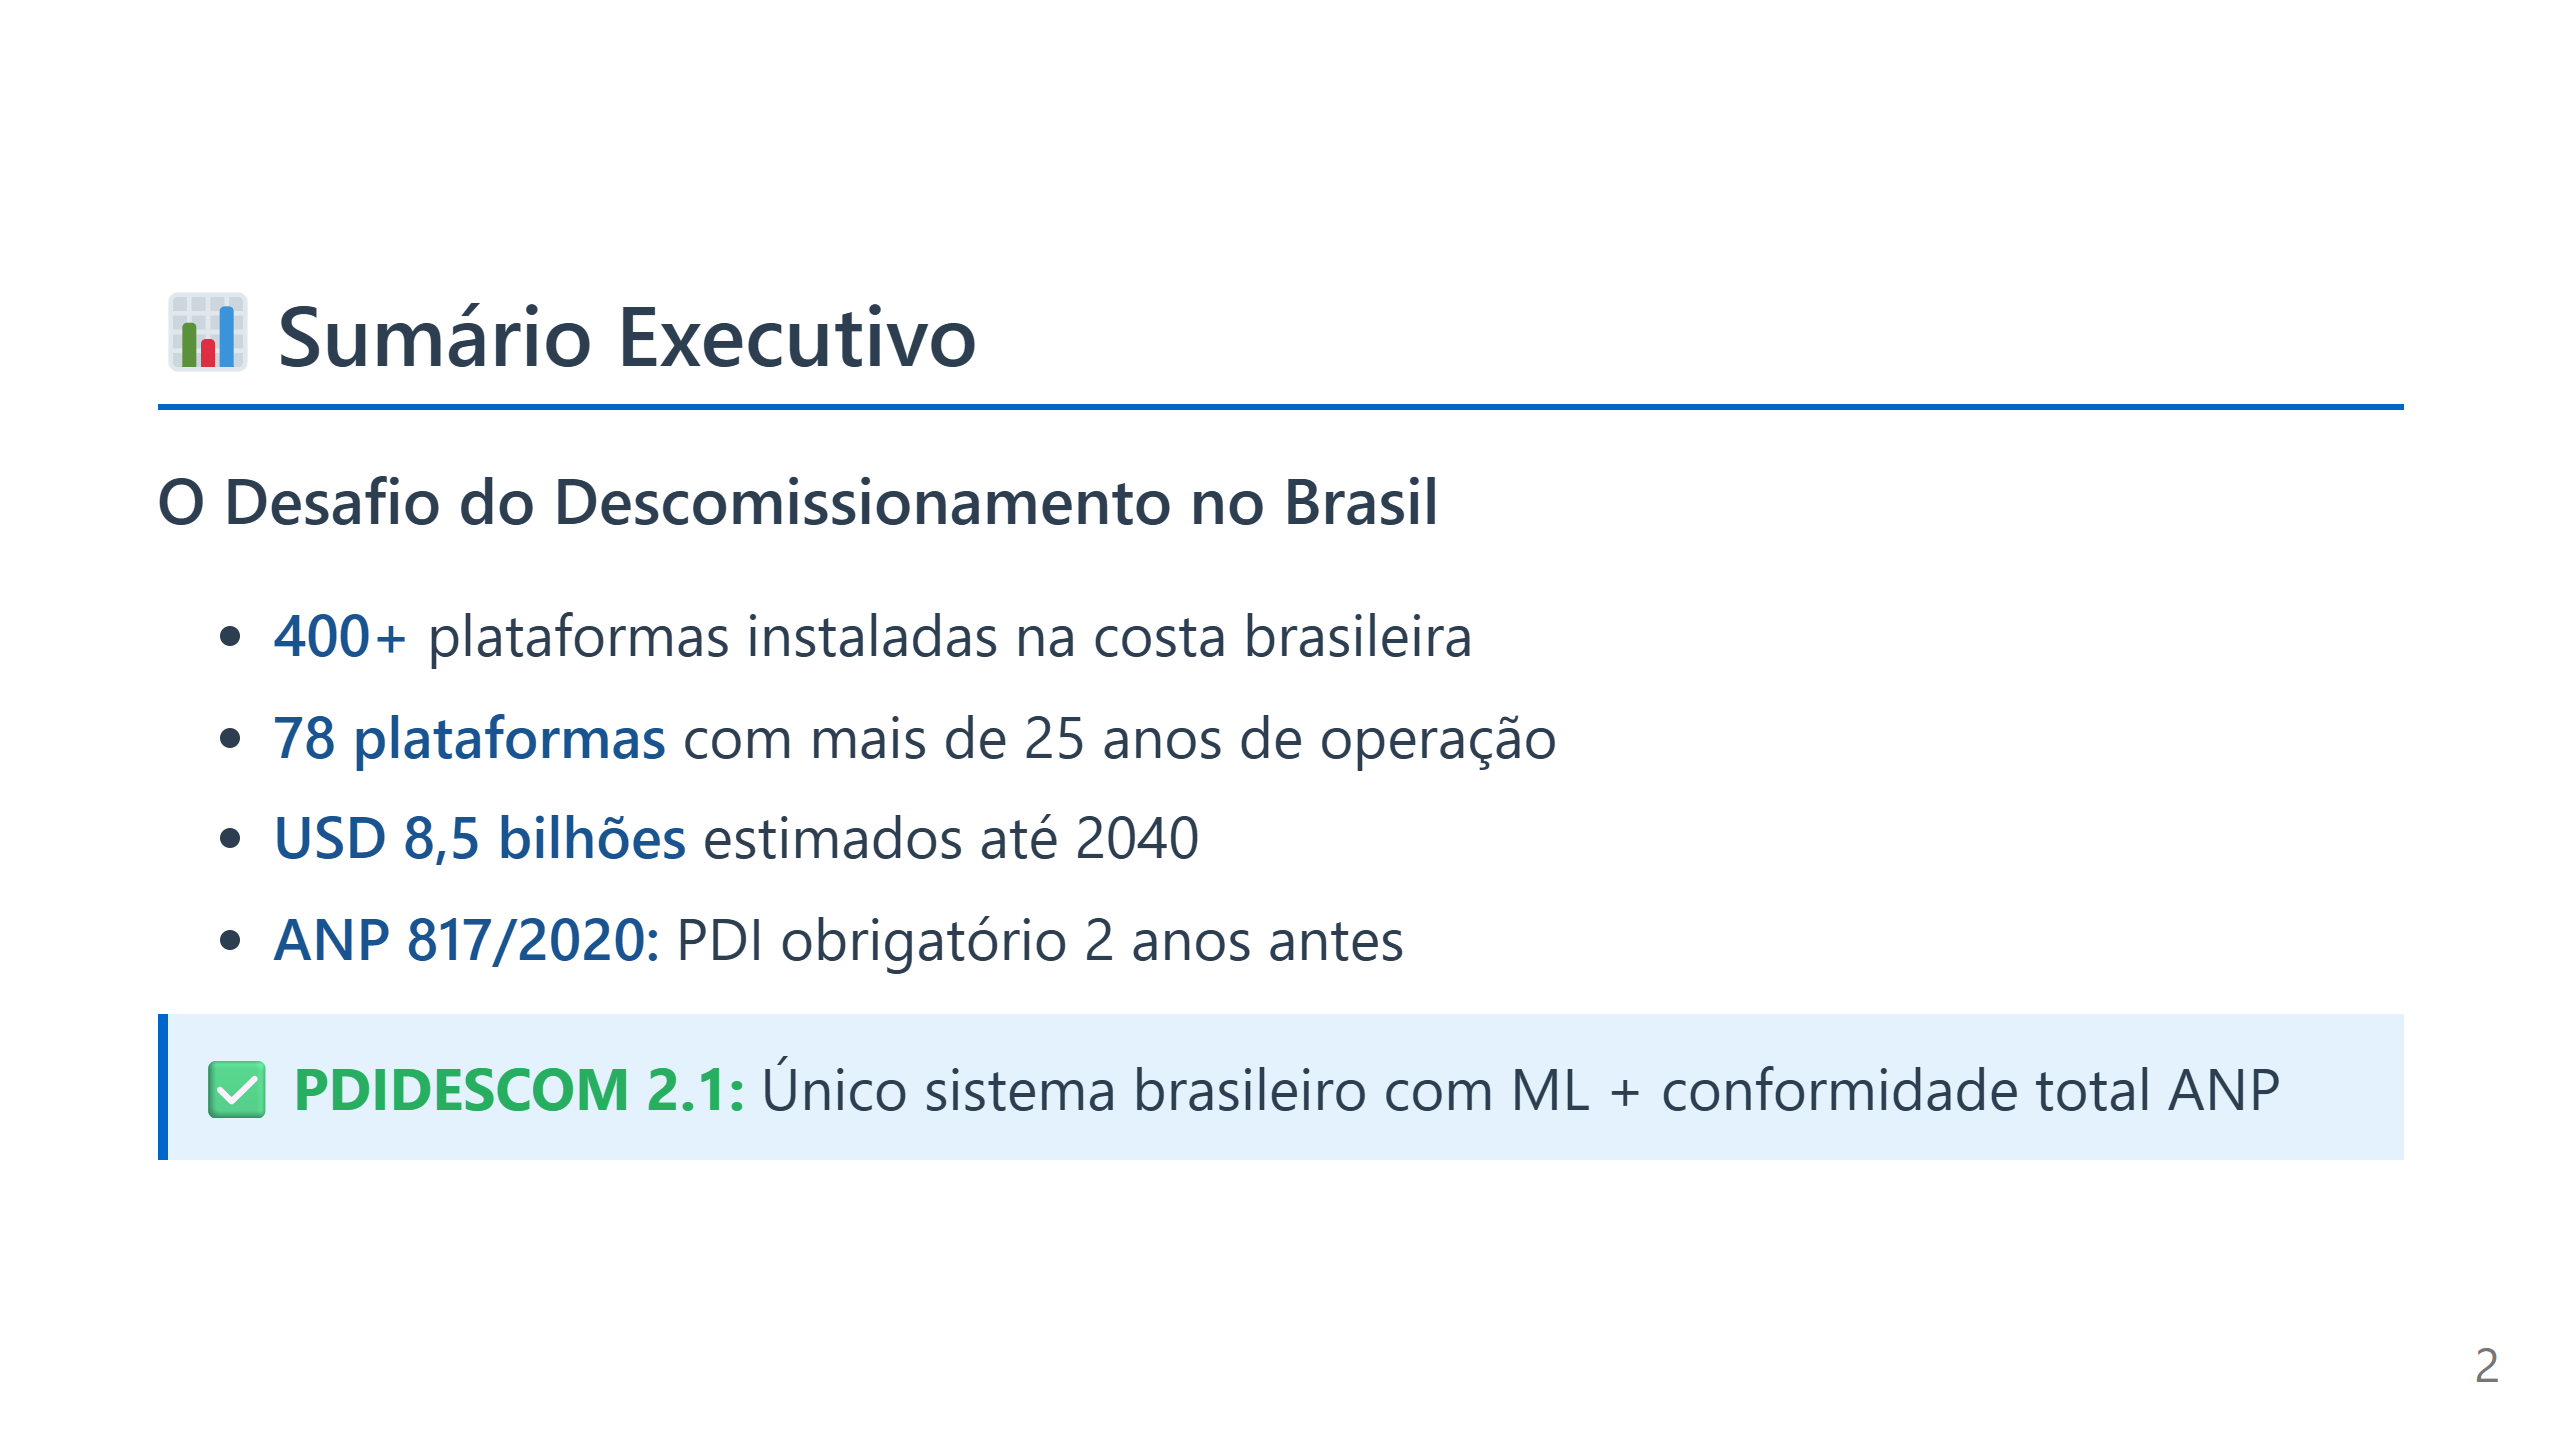 Sumário Executivo
O Desafio do Descomissionamento no Brasil
400+ plataformas instaladas na costa brasileira
78 plataformas com mais de 25 anos de operação
USD 8,5 bilhões estimados até 2040
ANP 817/2020: PDI obrigatório 2 anos antes
PDIDESCOM 2.1: Único sistema brasileiro com ML + conformidade total ANP
2